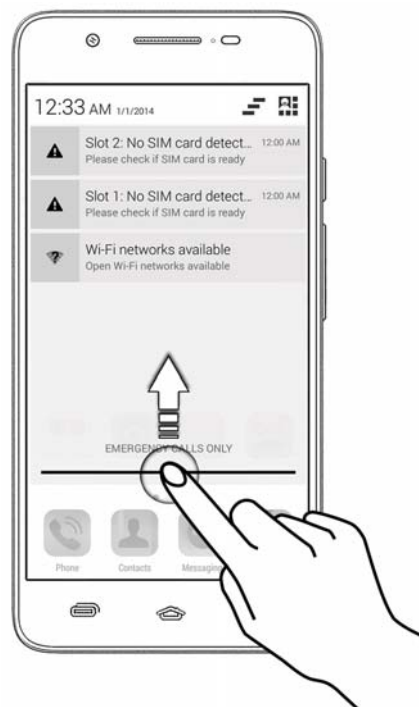 12:33 AM 1/1/2014
Slot 2: No SIM card detect... 12:00 AM
Please check if SIM card is ready
Slot 1: No SIM card detect... 12:00 AM
Please check if SIM card is ready
Wi-Fi networks available
Open Wi-Fi networks available
EMERGENCY CALLS ONLY
Phone Contacts Messaging